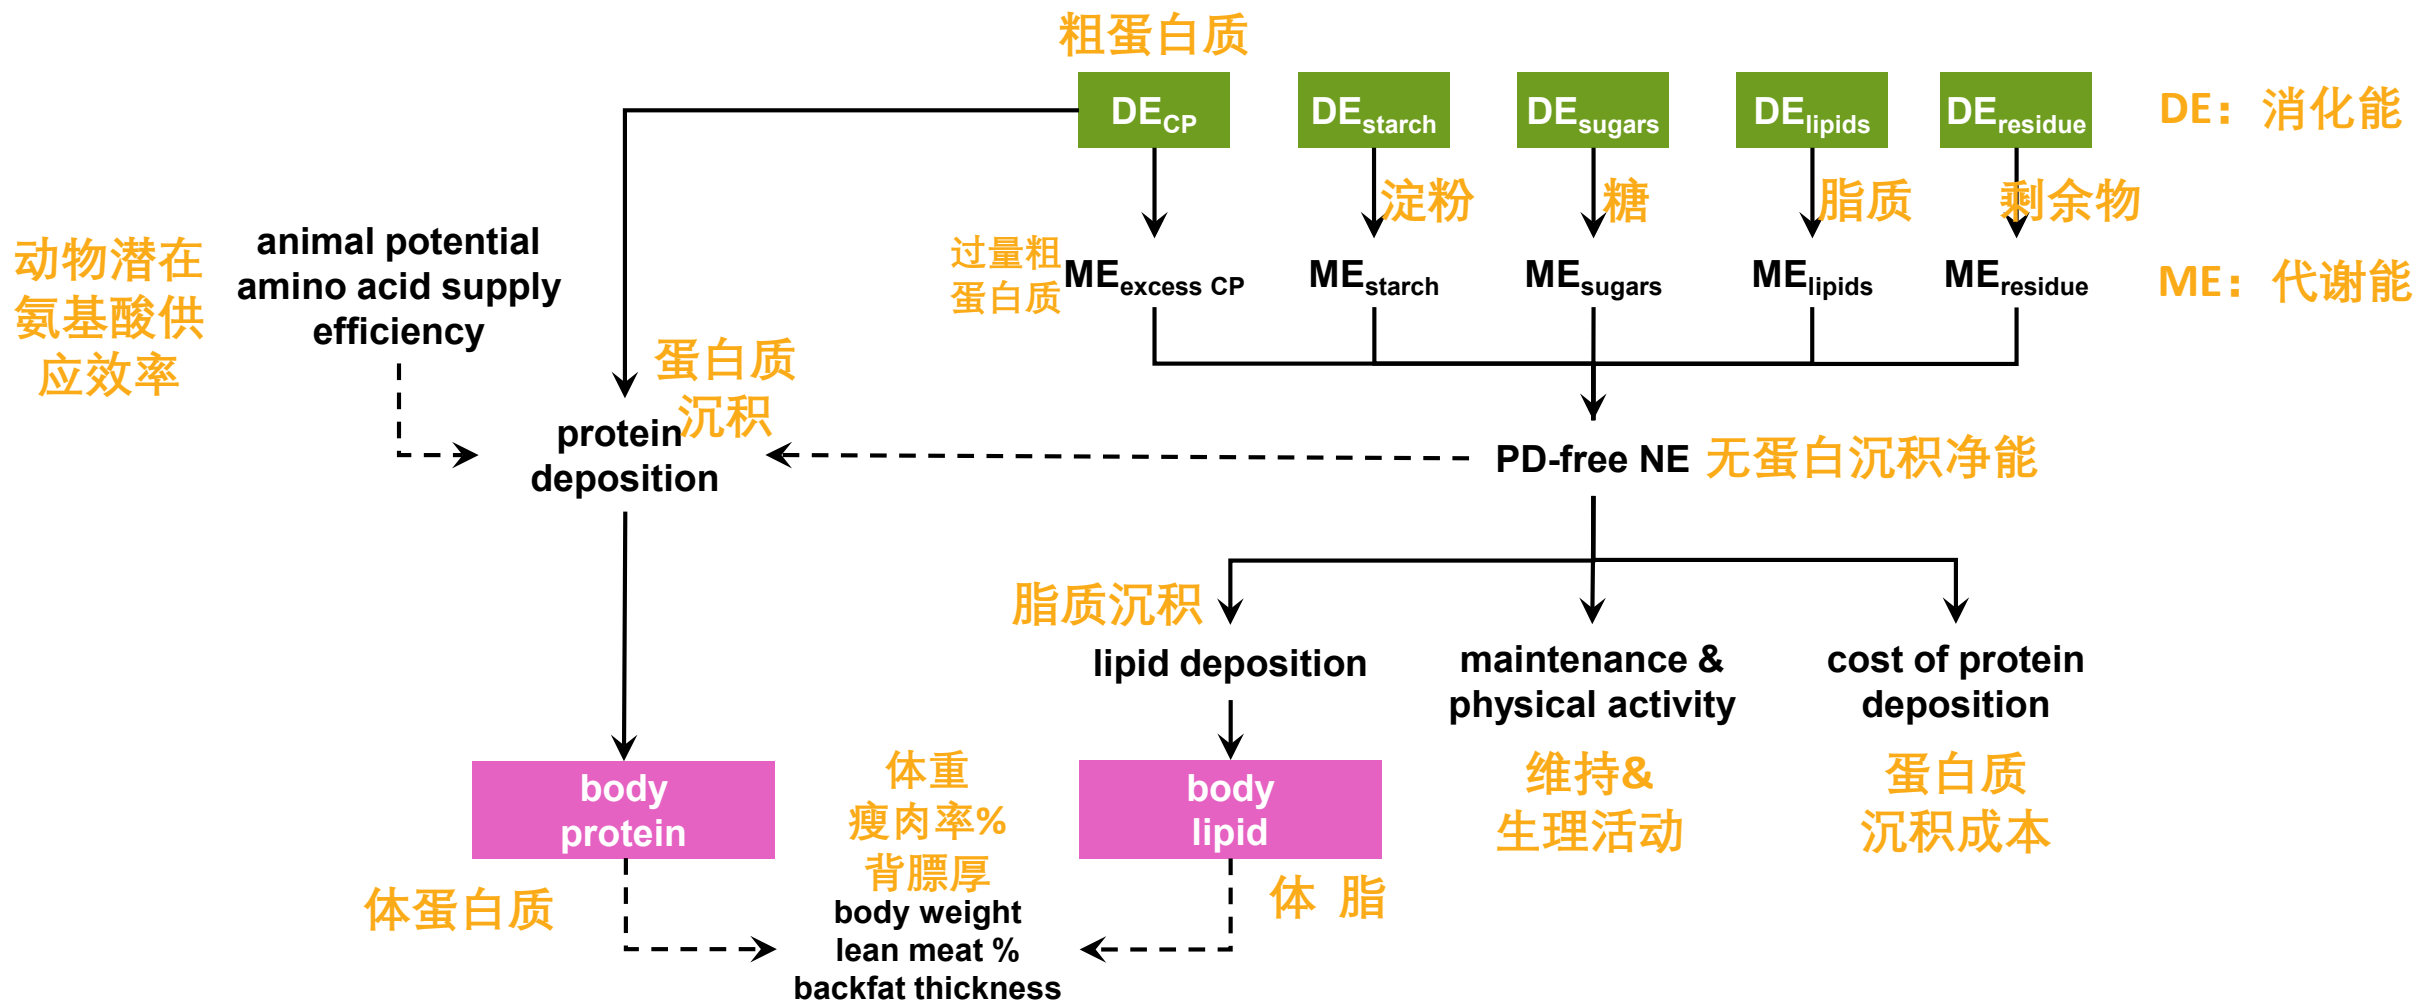 粗蛋白质
DECP
DEstarch
DEsugars
DElipids
DEresidue
DE：消化能
淀粉
糖
脂质
剩余物
动物潜在
氨基酸供
应效率
animal potential
amino acid supply
efficiency
过量粗
蛋白质
MEexcess CP
MEstarch
MEsugars
MElipids
MEresidue
ME：代谢能
蛋白质
沉积
protein
deposition
PD-free NE
无蛋白沉积净能
脂质沉积
lipid deposition
maintenance &
physical activity
cost of protein
deposition
维持&
生理活动
蛋白质
沉积成本
body
protein
体重
瘦肉率%
背膘厚
body
lipid
体蛋白质
体 脂
body weight
lean meat %
backfat thickness